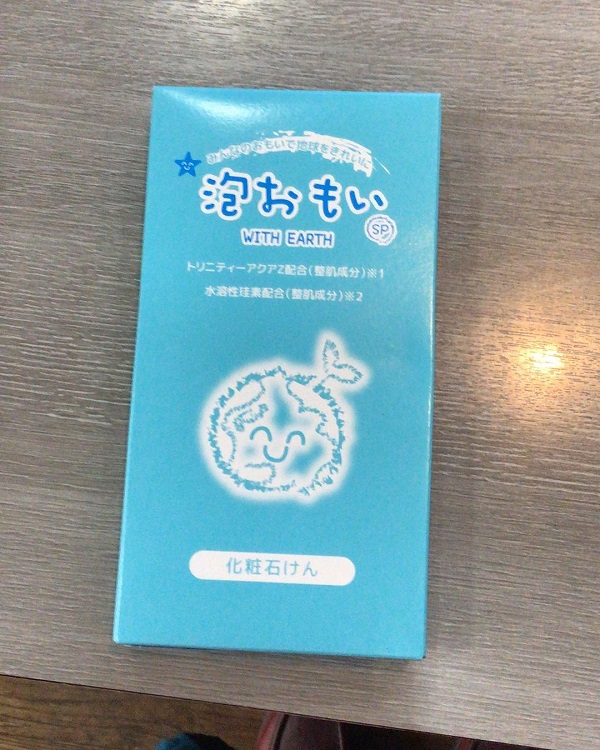 みんなのおもいで地球をきれいに
泡おもい
WITH EARTH
SP
トリニティーアクアZ配合(整肌成分)※1
水溶性珪素配合(整肌成分)※2
化粧石けん